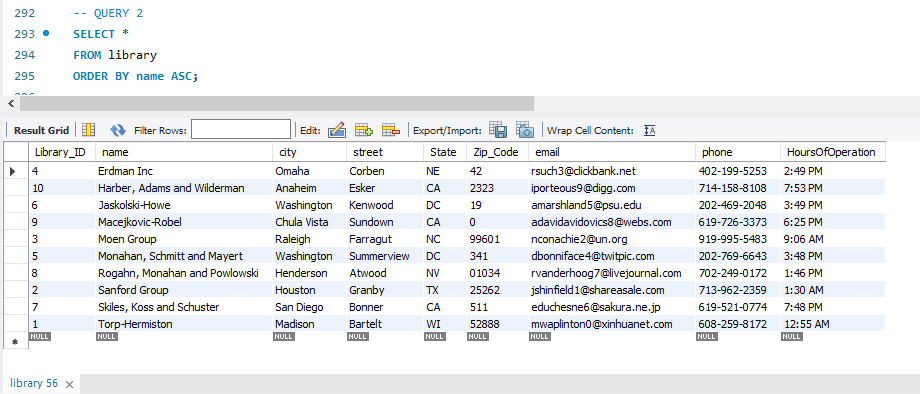 292 -- QUERY 2
293 SELECT *
294 FROM library
295 ORDER BY name ASC;
Result Grid Filter Rows: Edit: Export/Import: Wrap Cell Content: IA
Library_ID name city street State Zip_Code email phone HoursOfOperation
4 Erdman Inc Omaha Corben NE 42 rsuch3@clickbank.net 402-199-5253 2:49 PM
10 Harber, Adams and Wilderman Anaheim Esker CA 2323 iporteous9@digg.com 714-158-8108 7:53 PM
6 Jaskolski-Howe Washington Kenwood DC 19 amarshland5@psu.edu 202-469-2048 3:49 PM
9 Macejkovic-Robel Chula Vista Sundown CA 0 adavidavidovics8@webs.com 619-726-3373 6:25 PM
3 Moen Group Raleigh Farragut NC 99601 nconachie2@un.org 919-995-5483 9:06 AM
5 Monahan, Schmitt and Mayert Washington Summerview DC 341 dbonniface4@twitpic.com 202-769-6643 3:48 PM
8 Rogahn, Monahan and Powlowski Henderson Atwood NV 01034 rvanderhoog7@livejournal.com 702-249-0172 1:46 PM
2 Sanford Group Houston Granby TX 25262 jshinfield1@shareasale.com 713-962-2359 1:30 AM
7 Skiles, Koss and Schuster San Diego Bonner CA 511 educhesne6@sakura.ne.jp 619-521-0774 7:48 PM
1 Torp-Hermiston Madison Bartelt WI 52888 mwaplinton0@xinhuanet.com 608-259-8172 12:55 AM
NULL NULL NULL NULL NULL NULL NULL NULL NULL
library 56